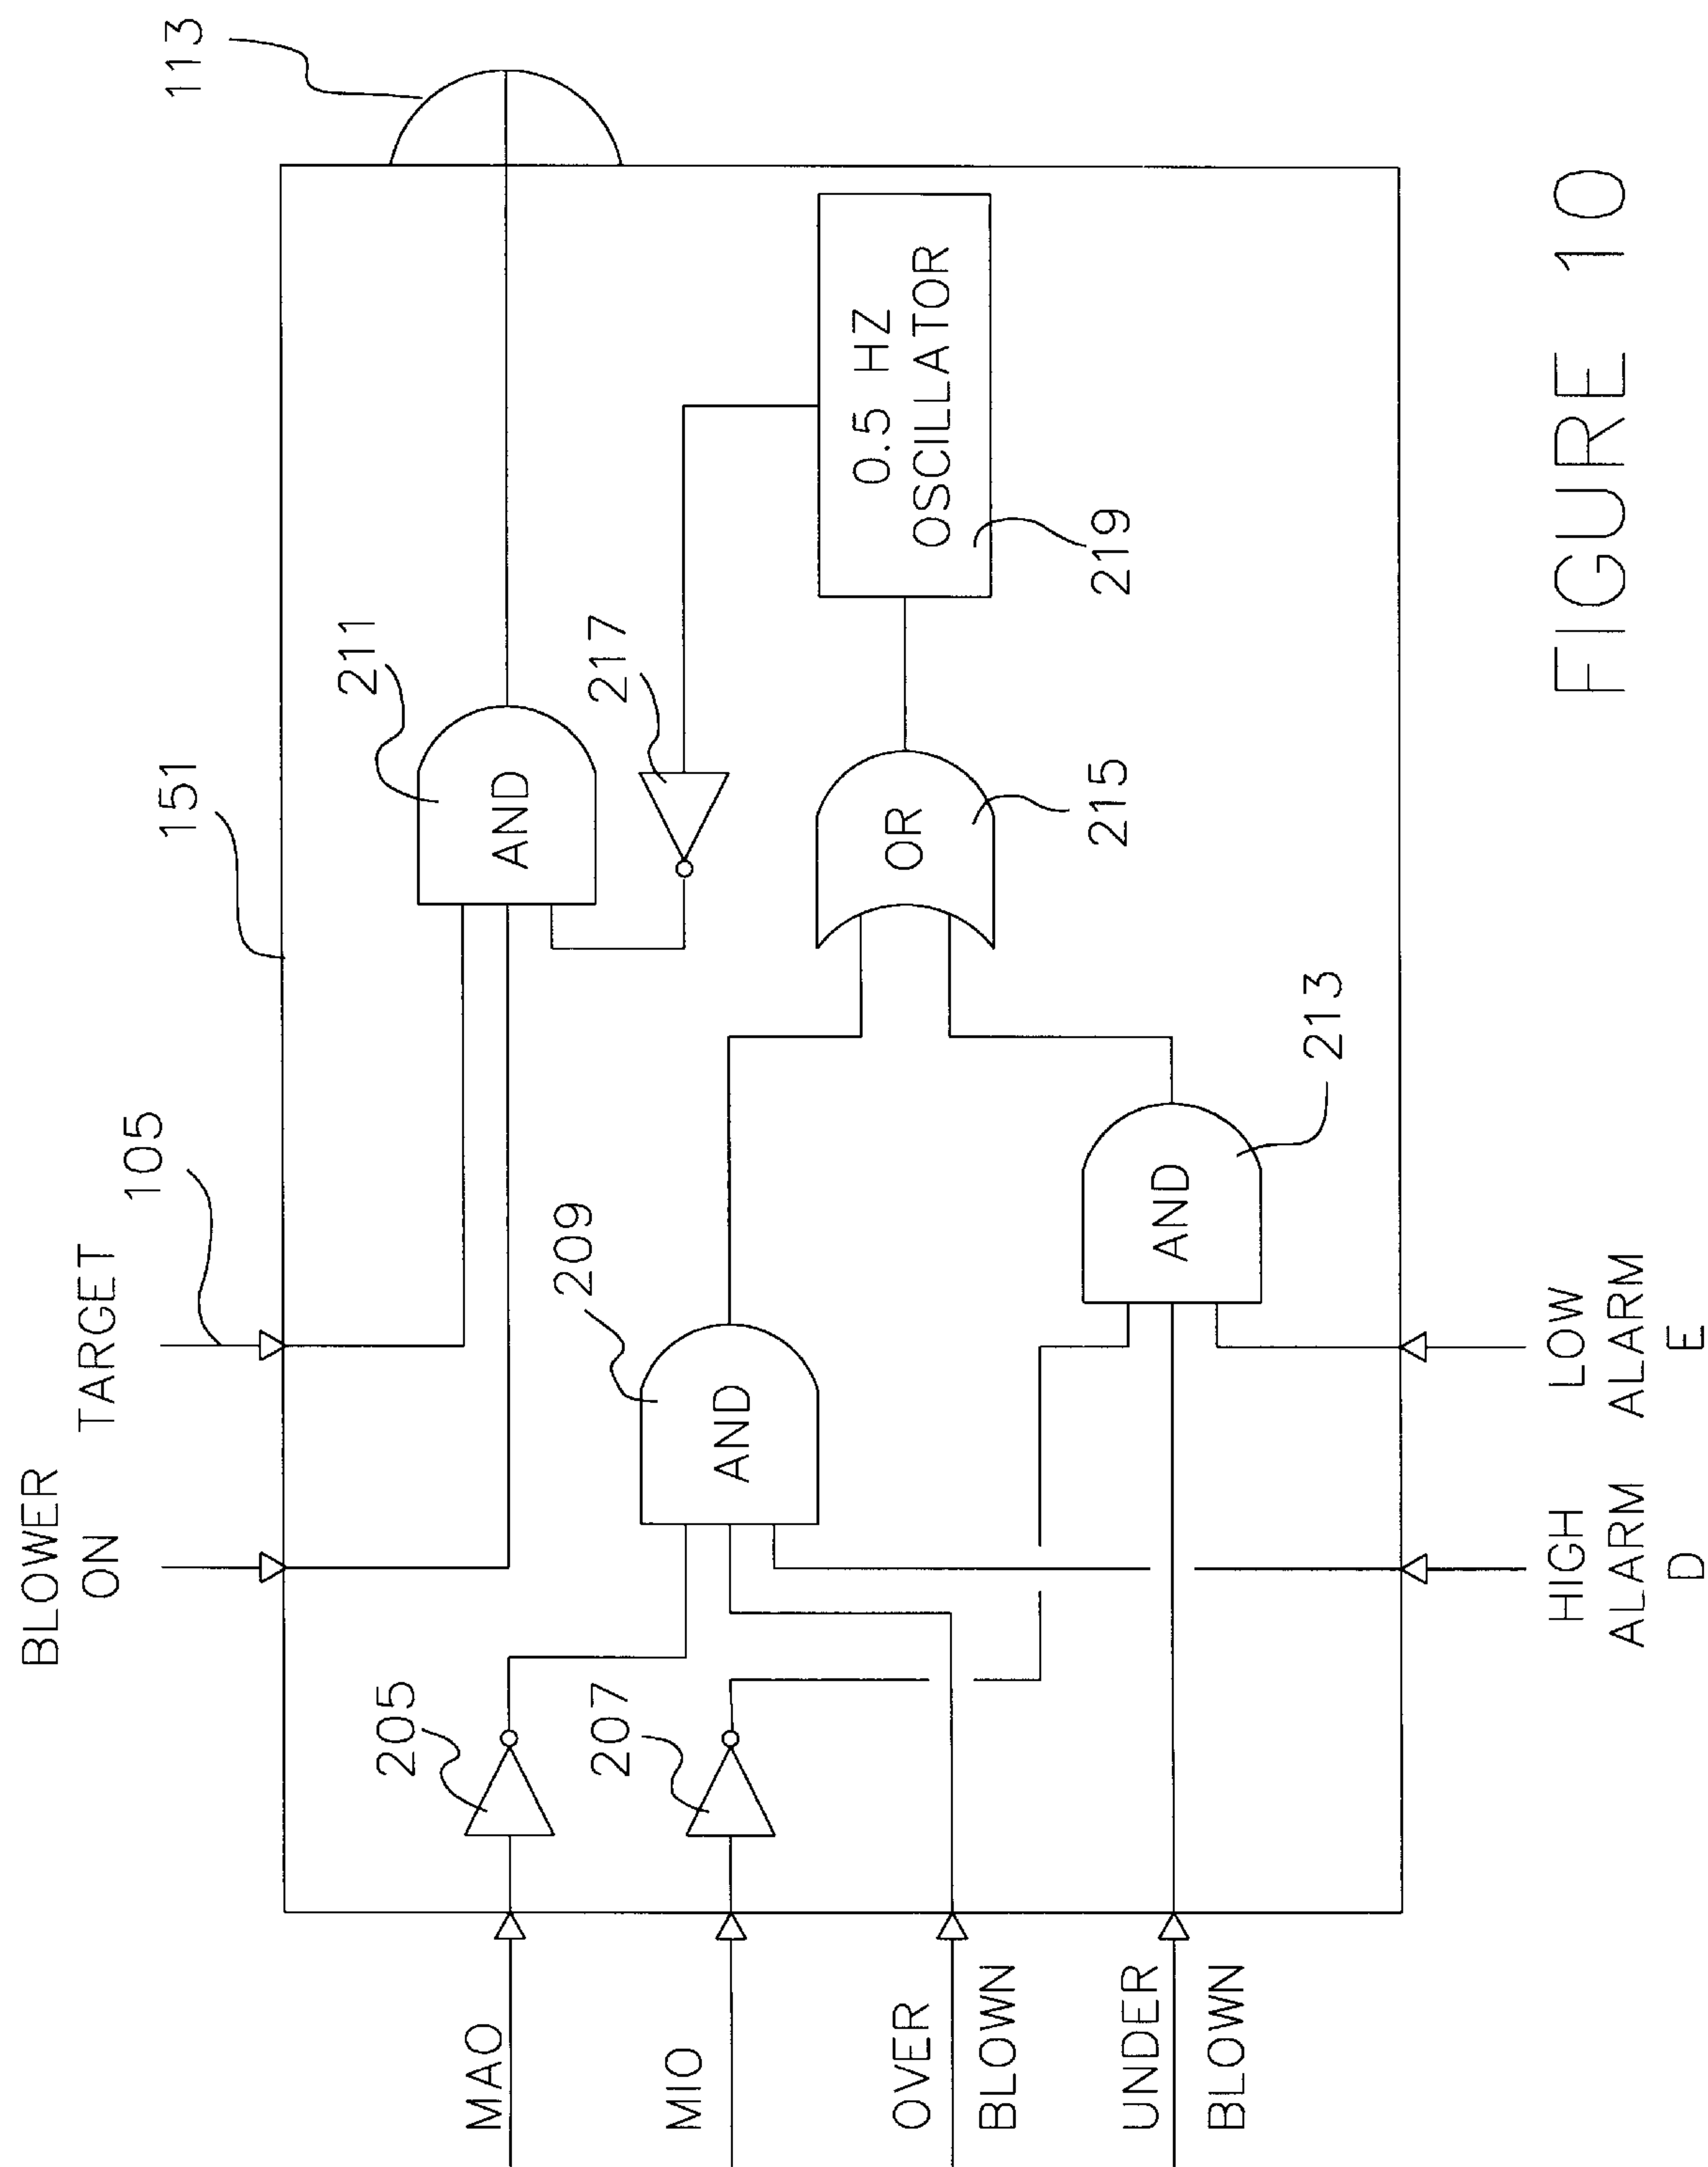 BLOWER
ON
TARGET
105
151
113
MAO
205
211
MIO
207
209
AND
AND
217
OVER
BLOWN
OR
215
0.5 HZ
OSCILLATOR
219
UNDER
BLOWN
AND
213
HIGH
ALARM
D
LOW
ALARM
E
FIGURE 10